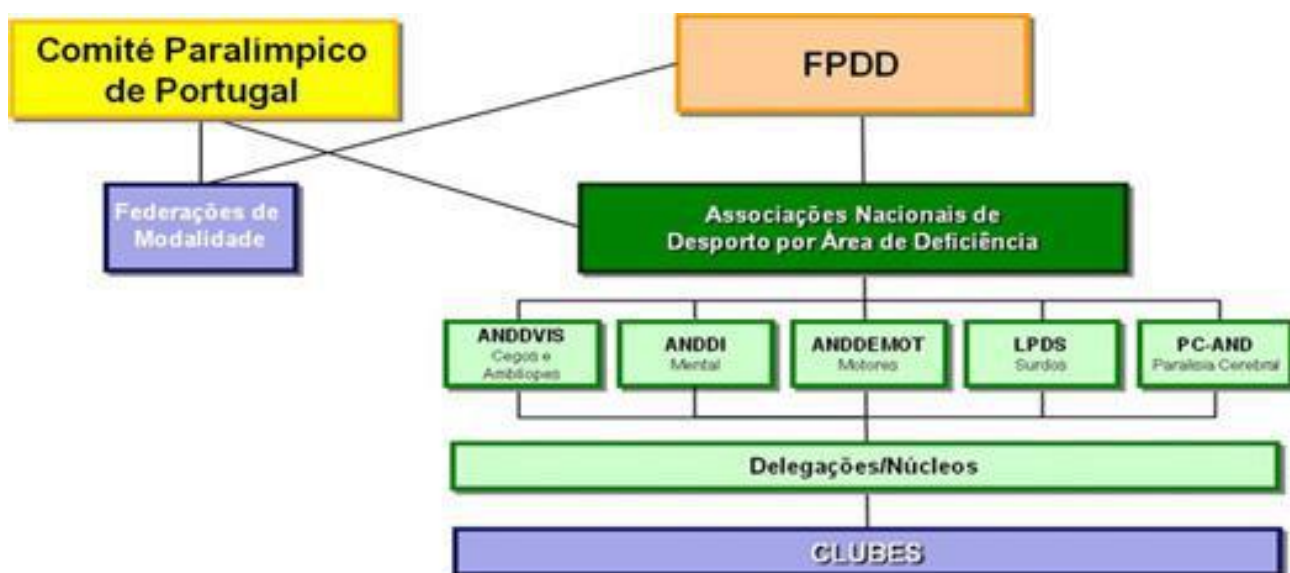 Comité Paralímpico
de Portugal
FPDD
Federações de
Modalidade
Associações Nacionais de
Desporto por Área de Deficiência
ANDDVIS
Cegos e
Ambliopes
ANDDI
Mental
ANDDEMOT
Motores
LPDS
Surdos
PC-AND
Paralisia Cerebral
Delegações/Núcleos
CLUBES